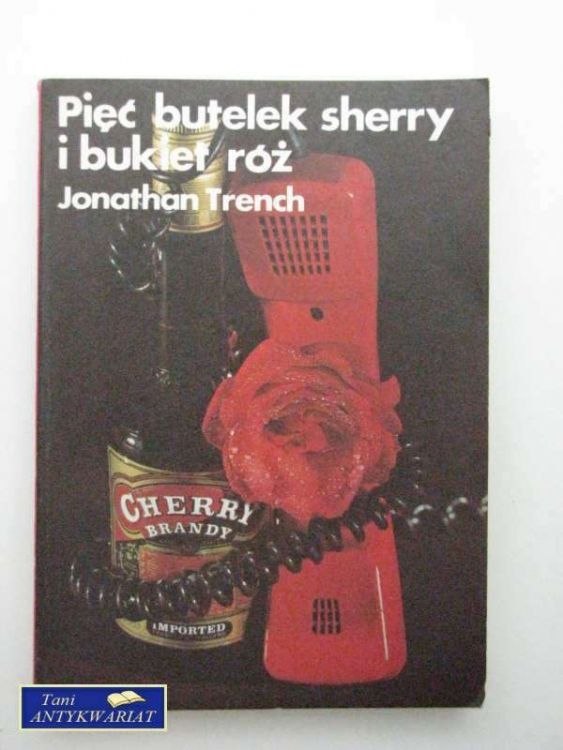 Pięć butelek sherry
i bukiet róż
Jonathan Trench
CHERRY
BRANDY
IMPORTED
Tani
ANTYKWARIAT